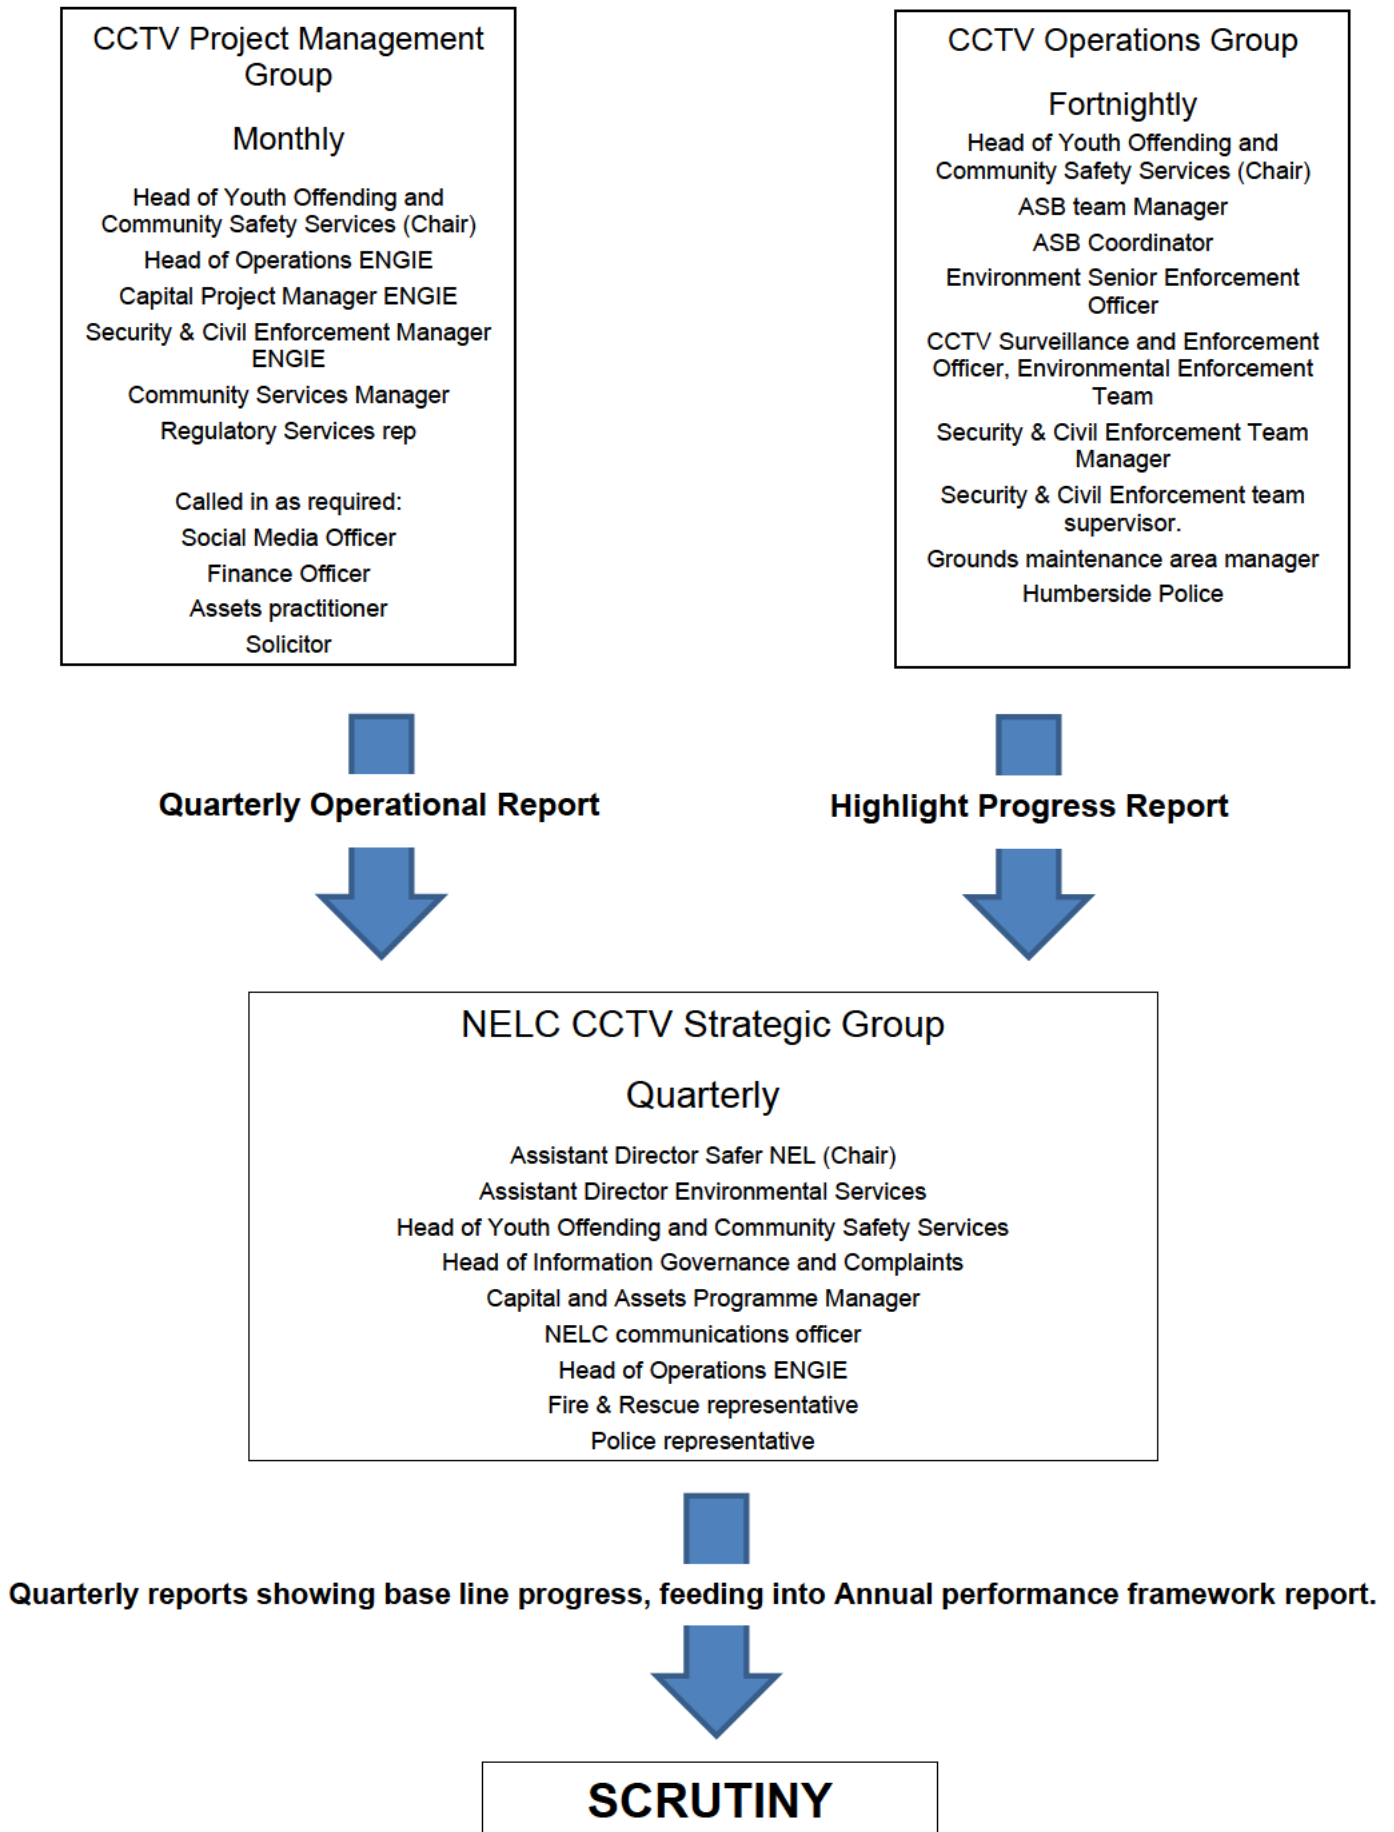 CCTV Project Management
Group
Monthly
Head of Youth Offending and
Community Safety Services (Chair)
Head of Operations ENGIE
Capital Project Manager ENGIE
Security & Civil Enforcement Manager
ENGIE
Community Services Manager
Regulatory Services rep
Called in as required:
Social Media Officer
Finance Officer
Assets practitioner
Solicitor
CCTV Operations Group
Fortnightly
Head of Youth Offending and
Community Safety Services (Chair)
ASB team Manager
ASB Coordinator
Environment Senior Enforcement
Officer
CCTV Surveillance and Enforcement
Officer, Environmental Enforcement
Team
Security & Civil Enforcement Team
Manager
Security & Civil Enforcement team
supervisor.
Grounds maintenance area manager
Humberside Police
Quarterly Operational Report
Highlight Progress Report
NELC CCTV Strategic Group
Quarterly
Assistant Director Safer NEL (Chair)
Assistant Director Environmental Services
Head of Youth Offending and Community Safety Services
Head of Information Governance and Complaints
Capital and Assets Programme Manager
NELC communications officer
Head of Operations ENGIE
Fire & Rescue representative
Police representative
Quarterly reports showing base line progress, feeding into Annual performance framework report.
SCRUTINY